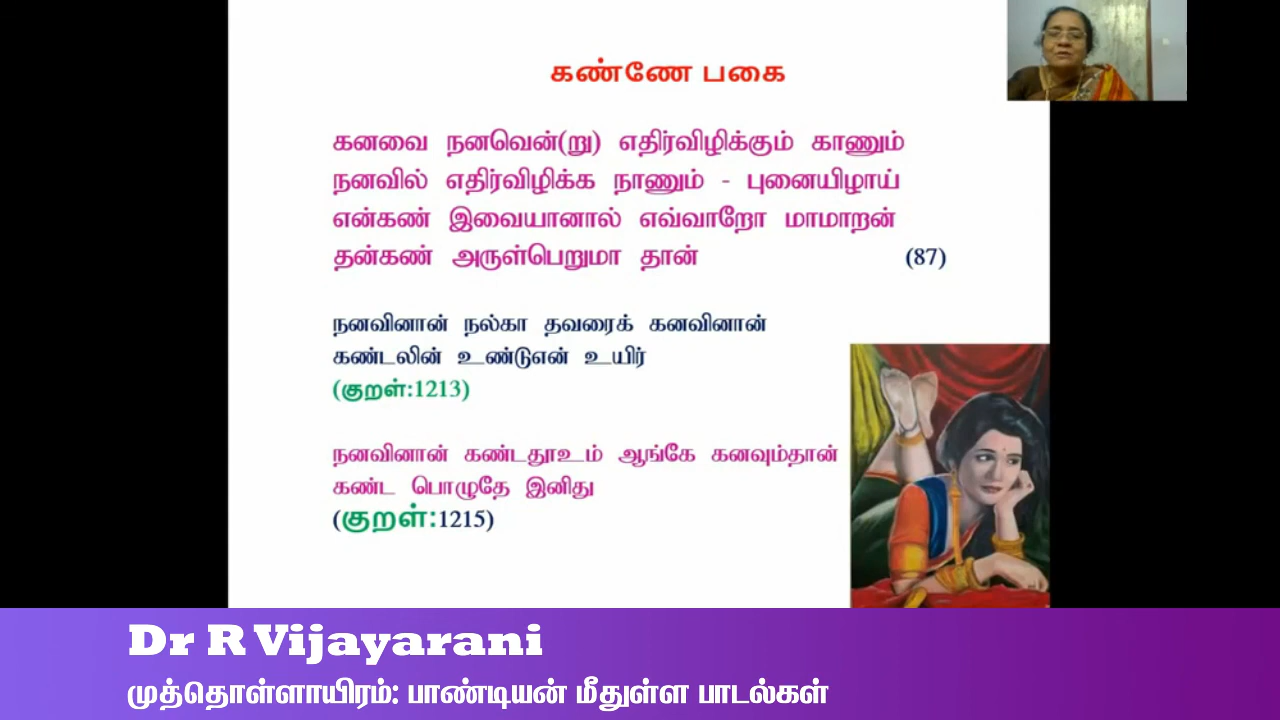 கண்ணே பகை
கனவை நனவென்(று) எதிர்விழிக்கும் காணும்
நனவில் எதிர்விழிக்க நாணும் - புனையிழாய்
என்கண் இவையானால் எவ்வாறோ மாமாறன்
தன்கண் அருள்பெறுமா தான் (87)
நனவினான் நல்கா தவரைக் கனவினான்
கண்டலின் உண்டுஎன் உயிர்
(குறள்:1213)
நனவினான் கண்டதூஉம் ஆங்கே கனவும்தான்
கண்ட பொழுதே இனிது
(குறள்:1215)
Dr R Vijayarani
முத்தொள்ளாயிரம்: பாண்டியன் மீதுள்ள பாடல்கள்